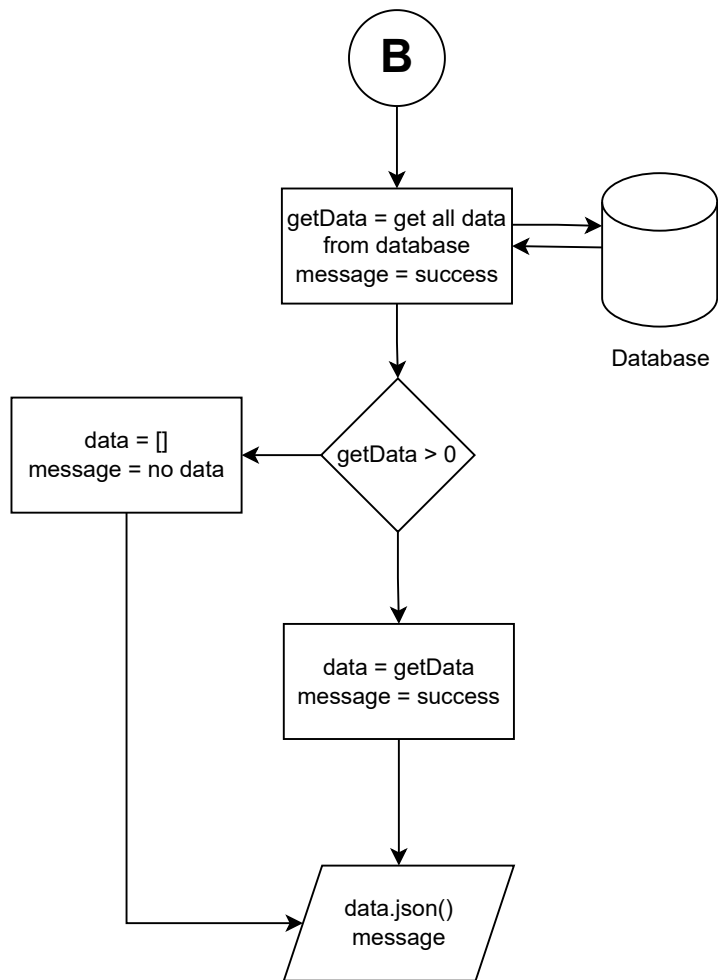 B
getData = get all data
from database
message = success
Database
data = []
message = no data
getData > 0
data = getData
message = success
data.json()
message